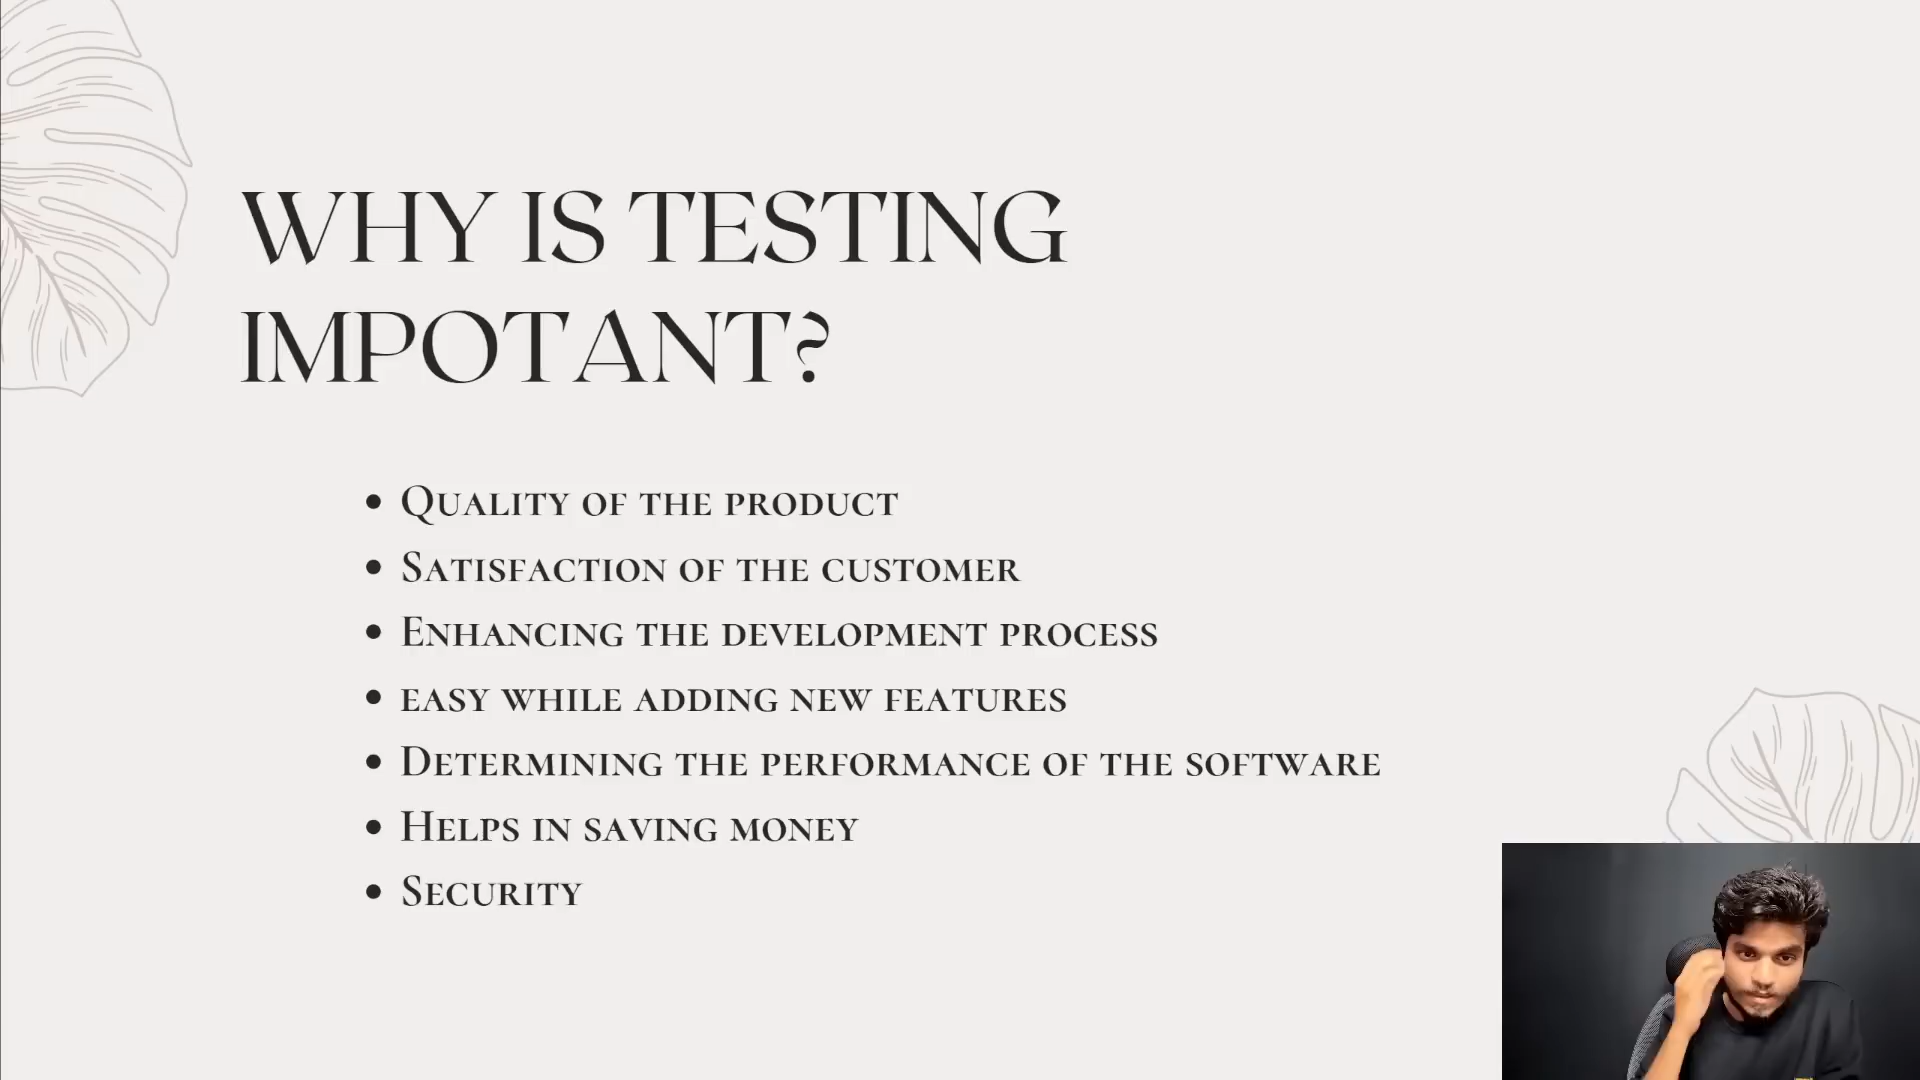 WHY IS TESTING
IMPOTANT?
• Quality of the product
• Satisfaction of the customer
• Enhancing the development process
• easy while adding new features
• Determining the performance of the software
• Helps in saving money
• Security